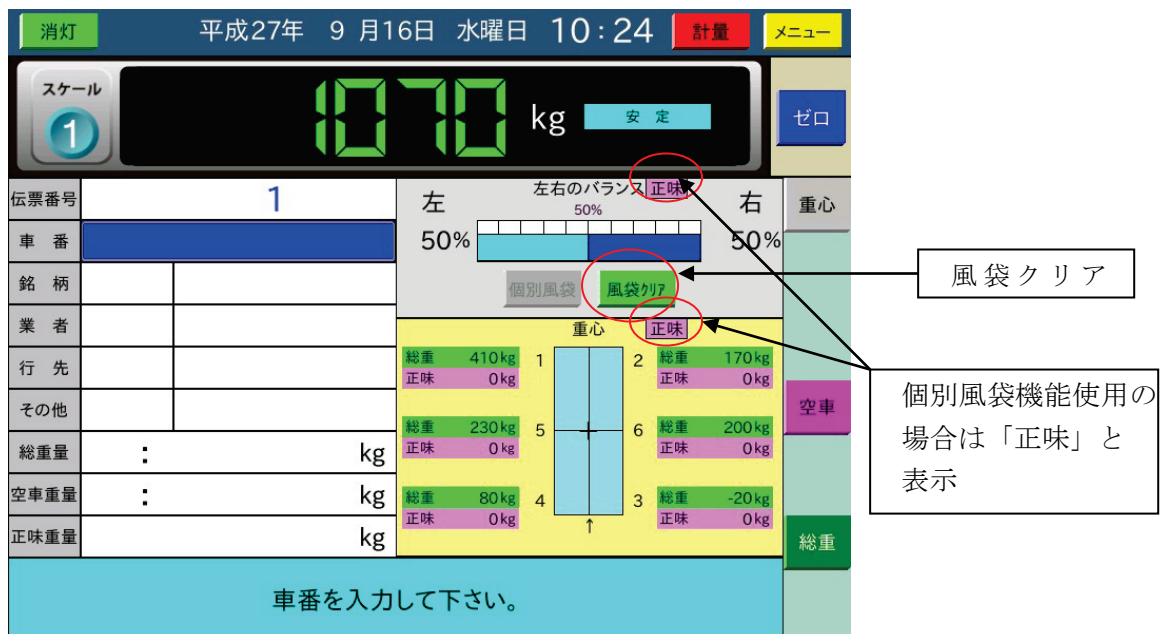 消灯 平成27年 9月16日 水曜日 10:24 計量 メニュー
スケール
1
1070 kg 安 定
ゼロ
伝票番号 1
車 番
銘 柄
業 者
行 先
その他
総重量 : kg
空車重量 : kg
正味重量 kg
左右のバランス 正味
左 50% 右
50% 50%
個別風袋 風袋クリア
重心 正味
総重 410kg 1 2 総重 170kg
正味 0kg 正味 0kg
総重 230kg 5 6 総重 200kg
正味 0kg 正味 0kg
総重 80kg 4 3 総重 -20kg
正味 0kg ↑ 正味 0kg
重心
空車
総重
車番を入力して下さい。
風袋クリア
個別風袋機能使用の
場合は「正味」と
表示